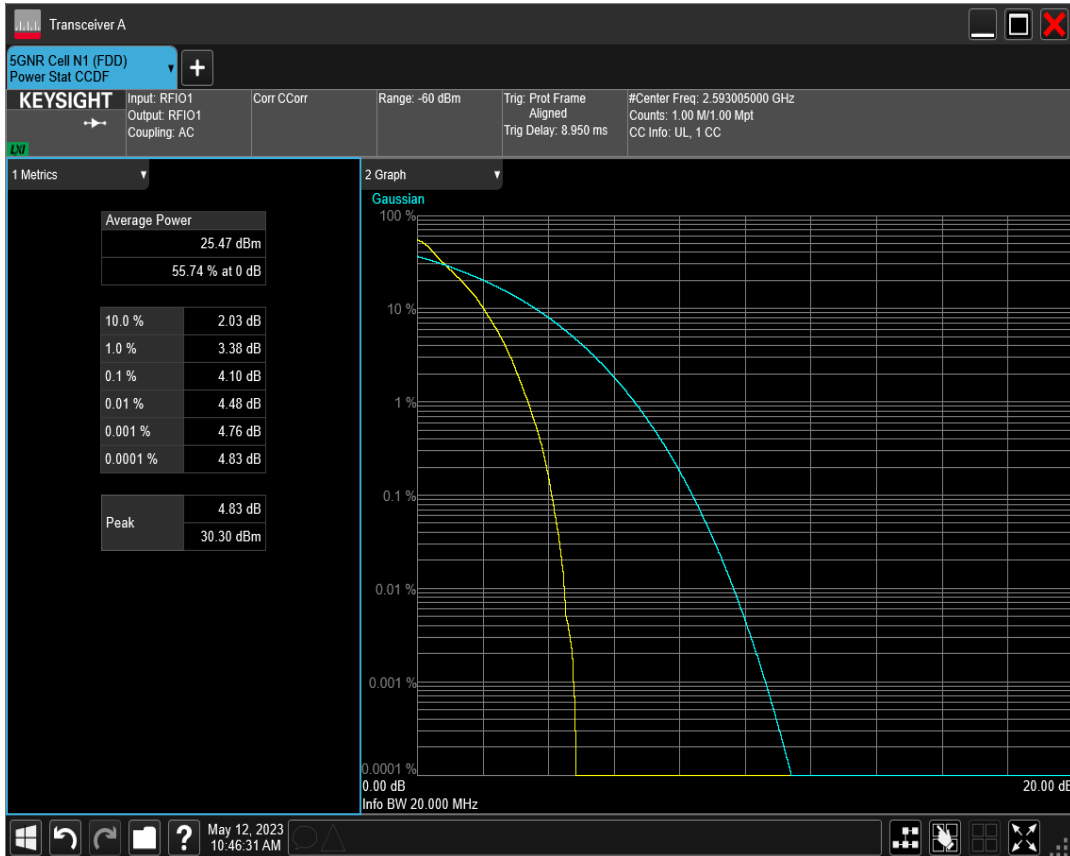 Transceiver A
5GNR Cell N1 (FDD)
Power Stat CCDF
KEYSIGHT
LXI
Input: RFIO1
Output: RFIO1
Coupling: AC
Corr CCorr
Range: -60 dBm
Trig: Prot Frame
Aligned
Trig Delay: 8.950 ms
#Center Freq: 2.593005000 GHz
Counts: 1.00 M/1.00 Mpt
CC Info: UL, 1 CC
1 Metrics
Average Power
25.47 dBm
55.74 % at 0 dB
10.0 % 2.03 dB
1.0 % 3.38 dB
0.1 % 4.10 dB
0.01 % 4.48 dB
0.001 % 4.76 dB
0.0001 % 4.83 dB
Peak 4.83 dB
30.30 dBm
2 Graph
Gaussian
100 %
10 %
1 %
0.1 %
0.01 %
0.001 %
0.0001 %
0.00 dB 20.00 dB
Info BW 20.000 MHz
?
May 12, 2023
10:46:31 AM